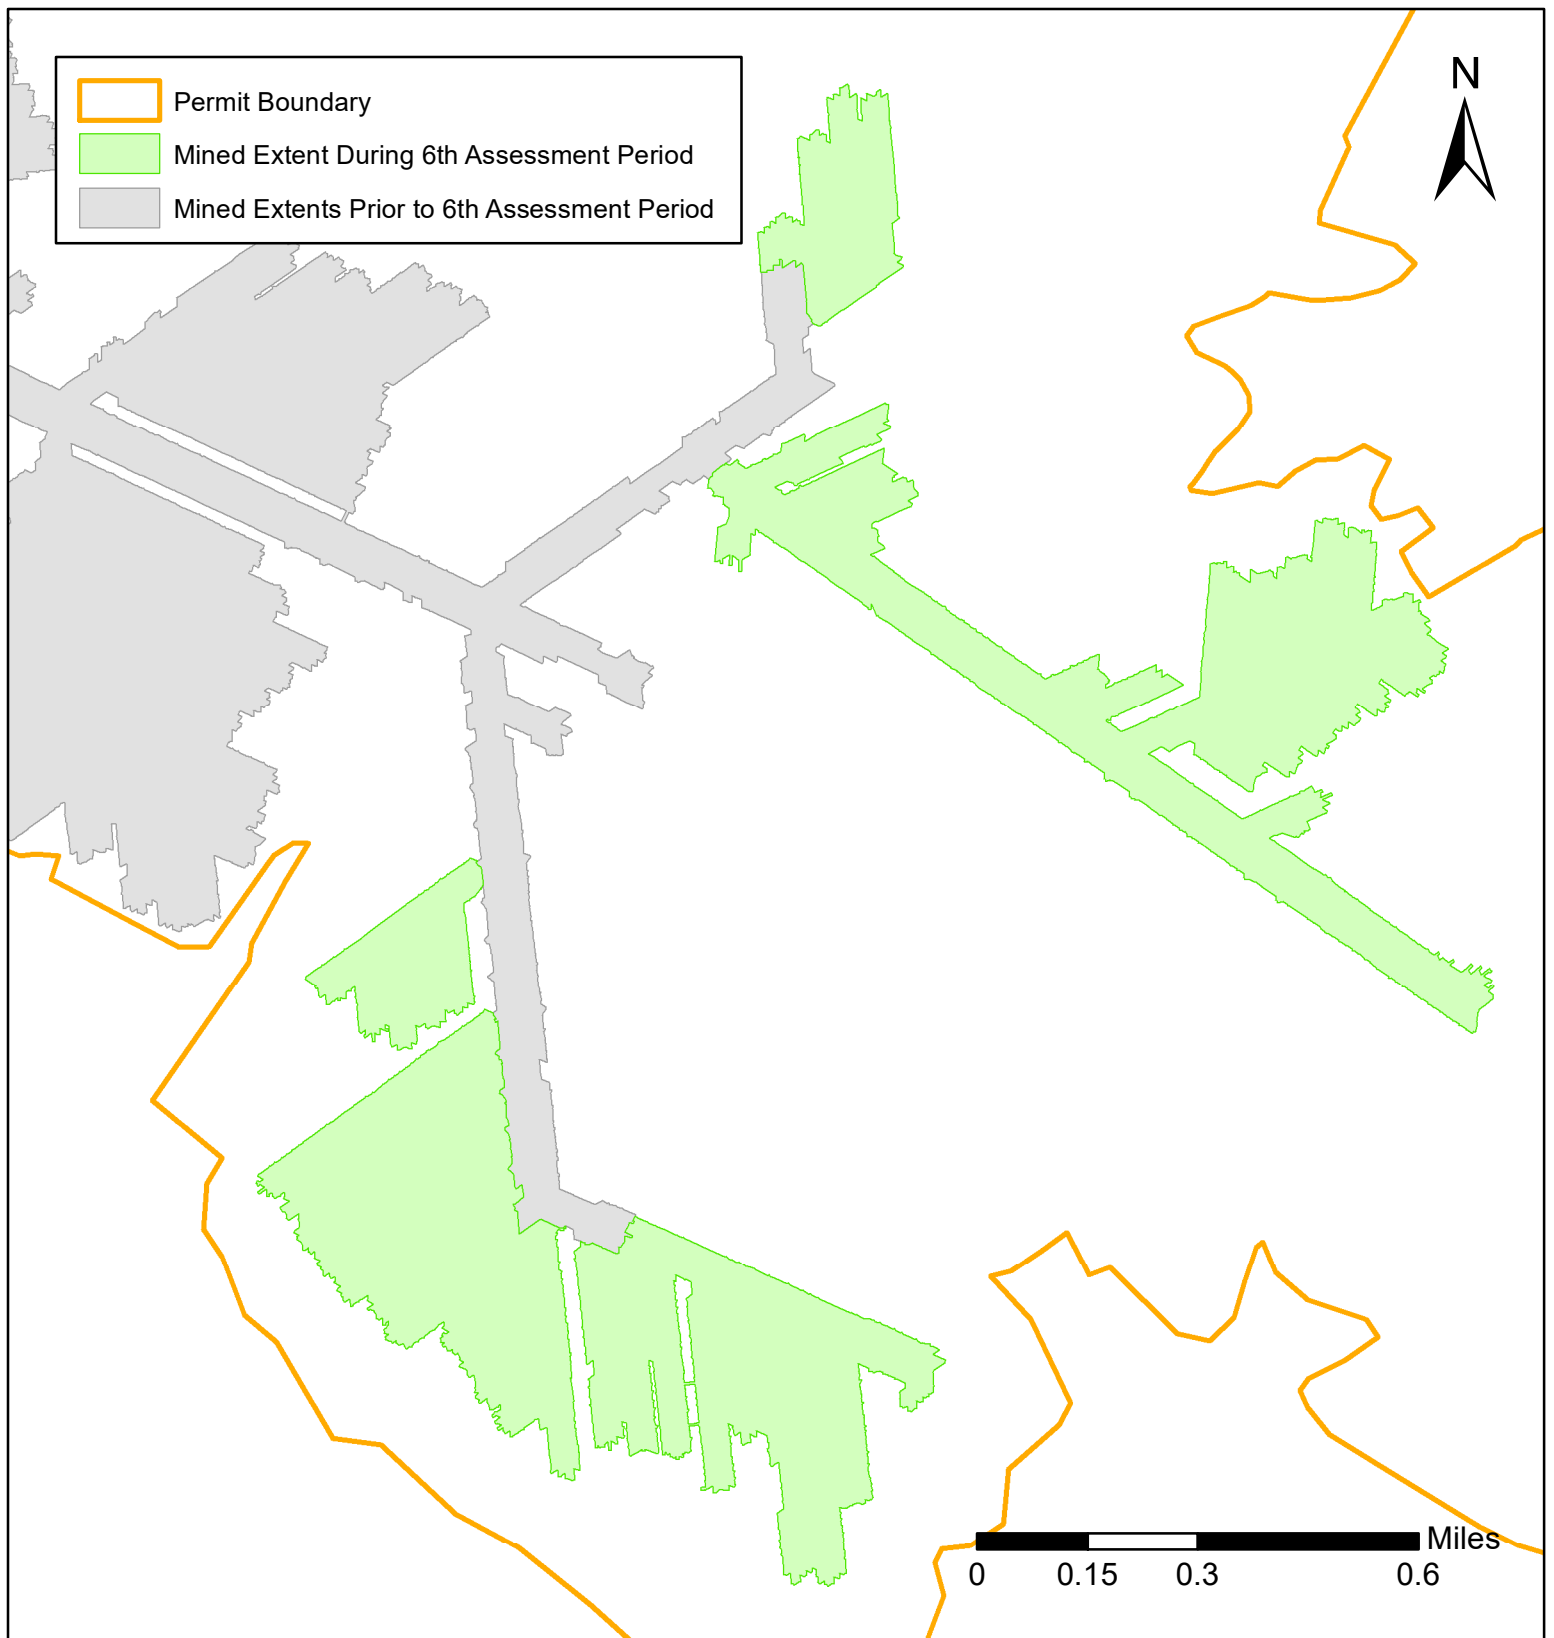 N
Permit Boundary
Mined Extent During 6th Assessment Period
Mined Extents Prior to 6th Assessment Period
Miles
0 0.15 0.3 0.6